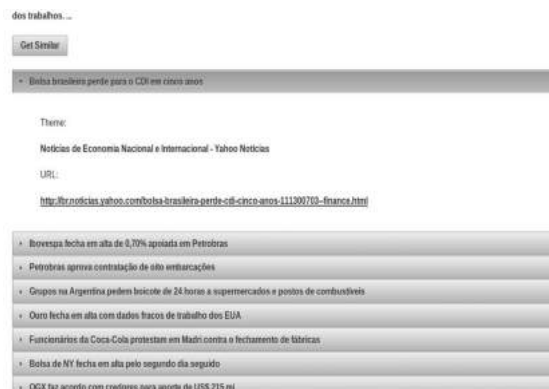 dos trabalhos. ...
Get Similar
Bolsa brasileira perde para o CDI em cinco anos
Theme:
Notícias de Economia Nacional e Internacional - Yahoo Notícias
URL:
http://br.noticias.yahoo.com/bolsa-brasileira-perde-cdi-cinco-anos-111300703--finance.html
Ibovespa fecha em alta de 0,70% apoiada em Petrobras
Petrobras aprova contratação de oito embarcações
Grupos na Argentina pedem boicote de 24 horas a supermercados e postos de combustíveis
Ouro fecha em alta com dados fracos de trabalho dos EUA
Funcionários da Coca-Cola protestam em Madri contra o fechamento de fábricas
Bolsa de NY fecha em alta pelo segundo dia seguido
OGX faz acordo com credores para aporte de US$ 215 mi